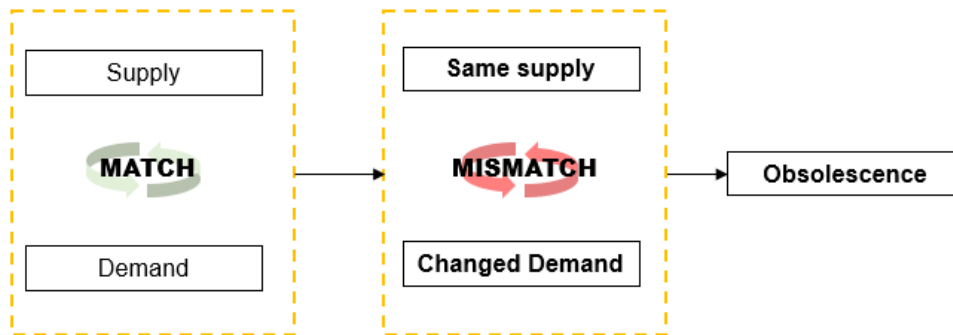 Supply
MATCH
Demand
Same supply
MISMATCH
Changed Demand
Obsolescence